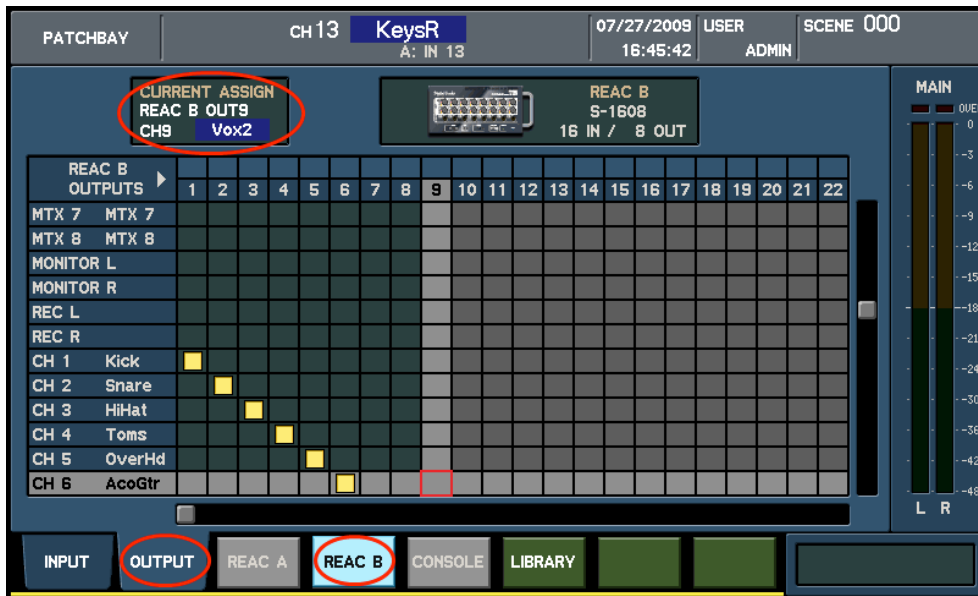 PATCHBAY
CH13 KeysR
A: IN 13
07/27/2009
16:45:42
USER
ADMIN
SCENE 000
CURRENT ASSIGN
REAC B OUT9
CH9 Vox2
REAC B
S-1608
16 IN / 8 OUT
MAIN
OVE
0
-3
-6
-9
-12
-15
-18
-21
-24
-30
-36
-42
-48
L R
REAC B
OUTPUTS
1 2 3 4 5 6 7 8 9 10 11 12 13 14 15 16 17 18 19 20 21 22
MTX 7 MTX 7
MTX 8 MTX 8
MONITOR L
MONITOR R
REC L
REC R
CH 1 Kick
CH 2 Snare
CH 3 HiHat
CH 4 Toms
CH 5 OverHd
CH 6 AcoGtr
INPUT OUTPUT REAC A REAC B CONSOLE LIBRARY